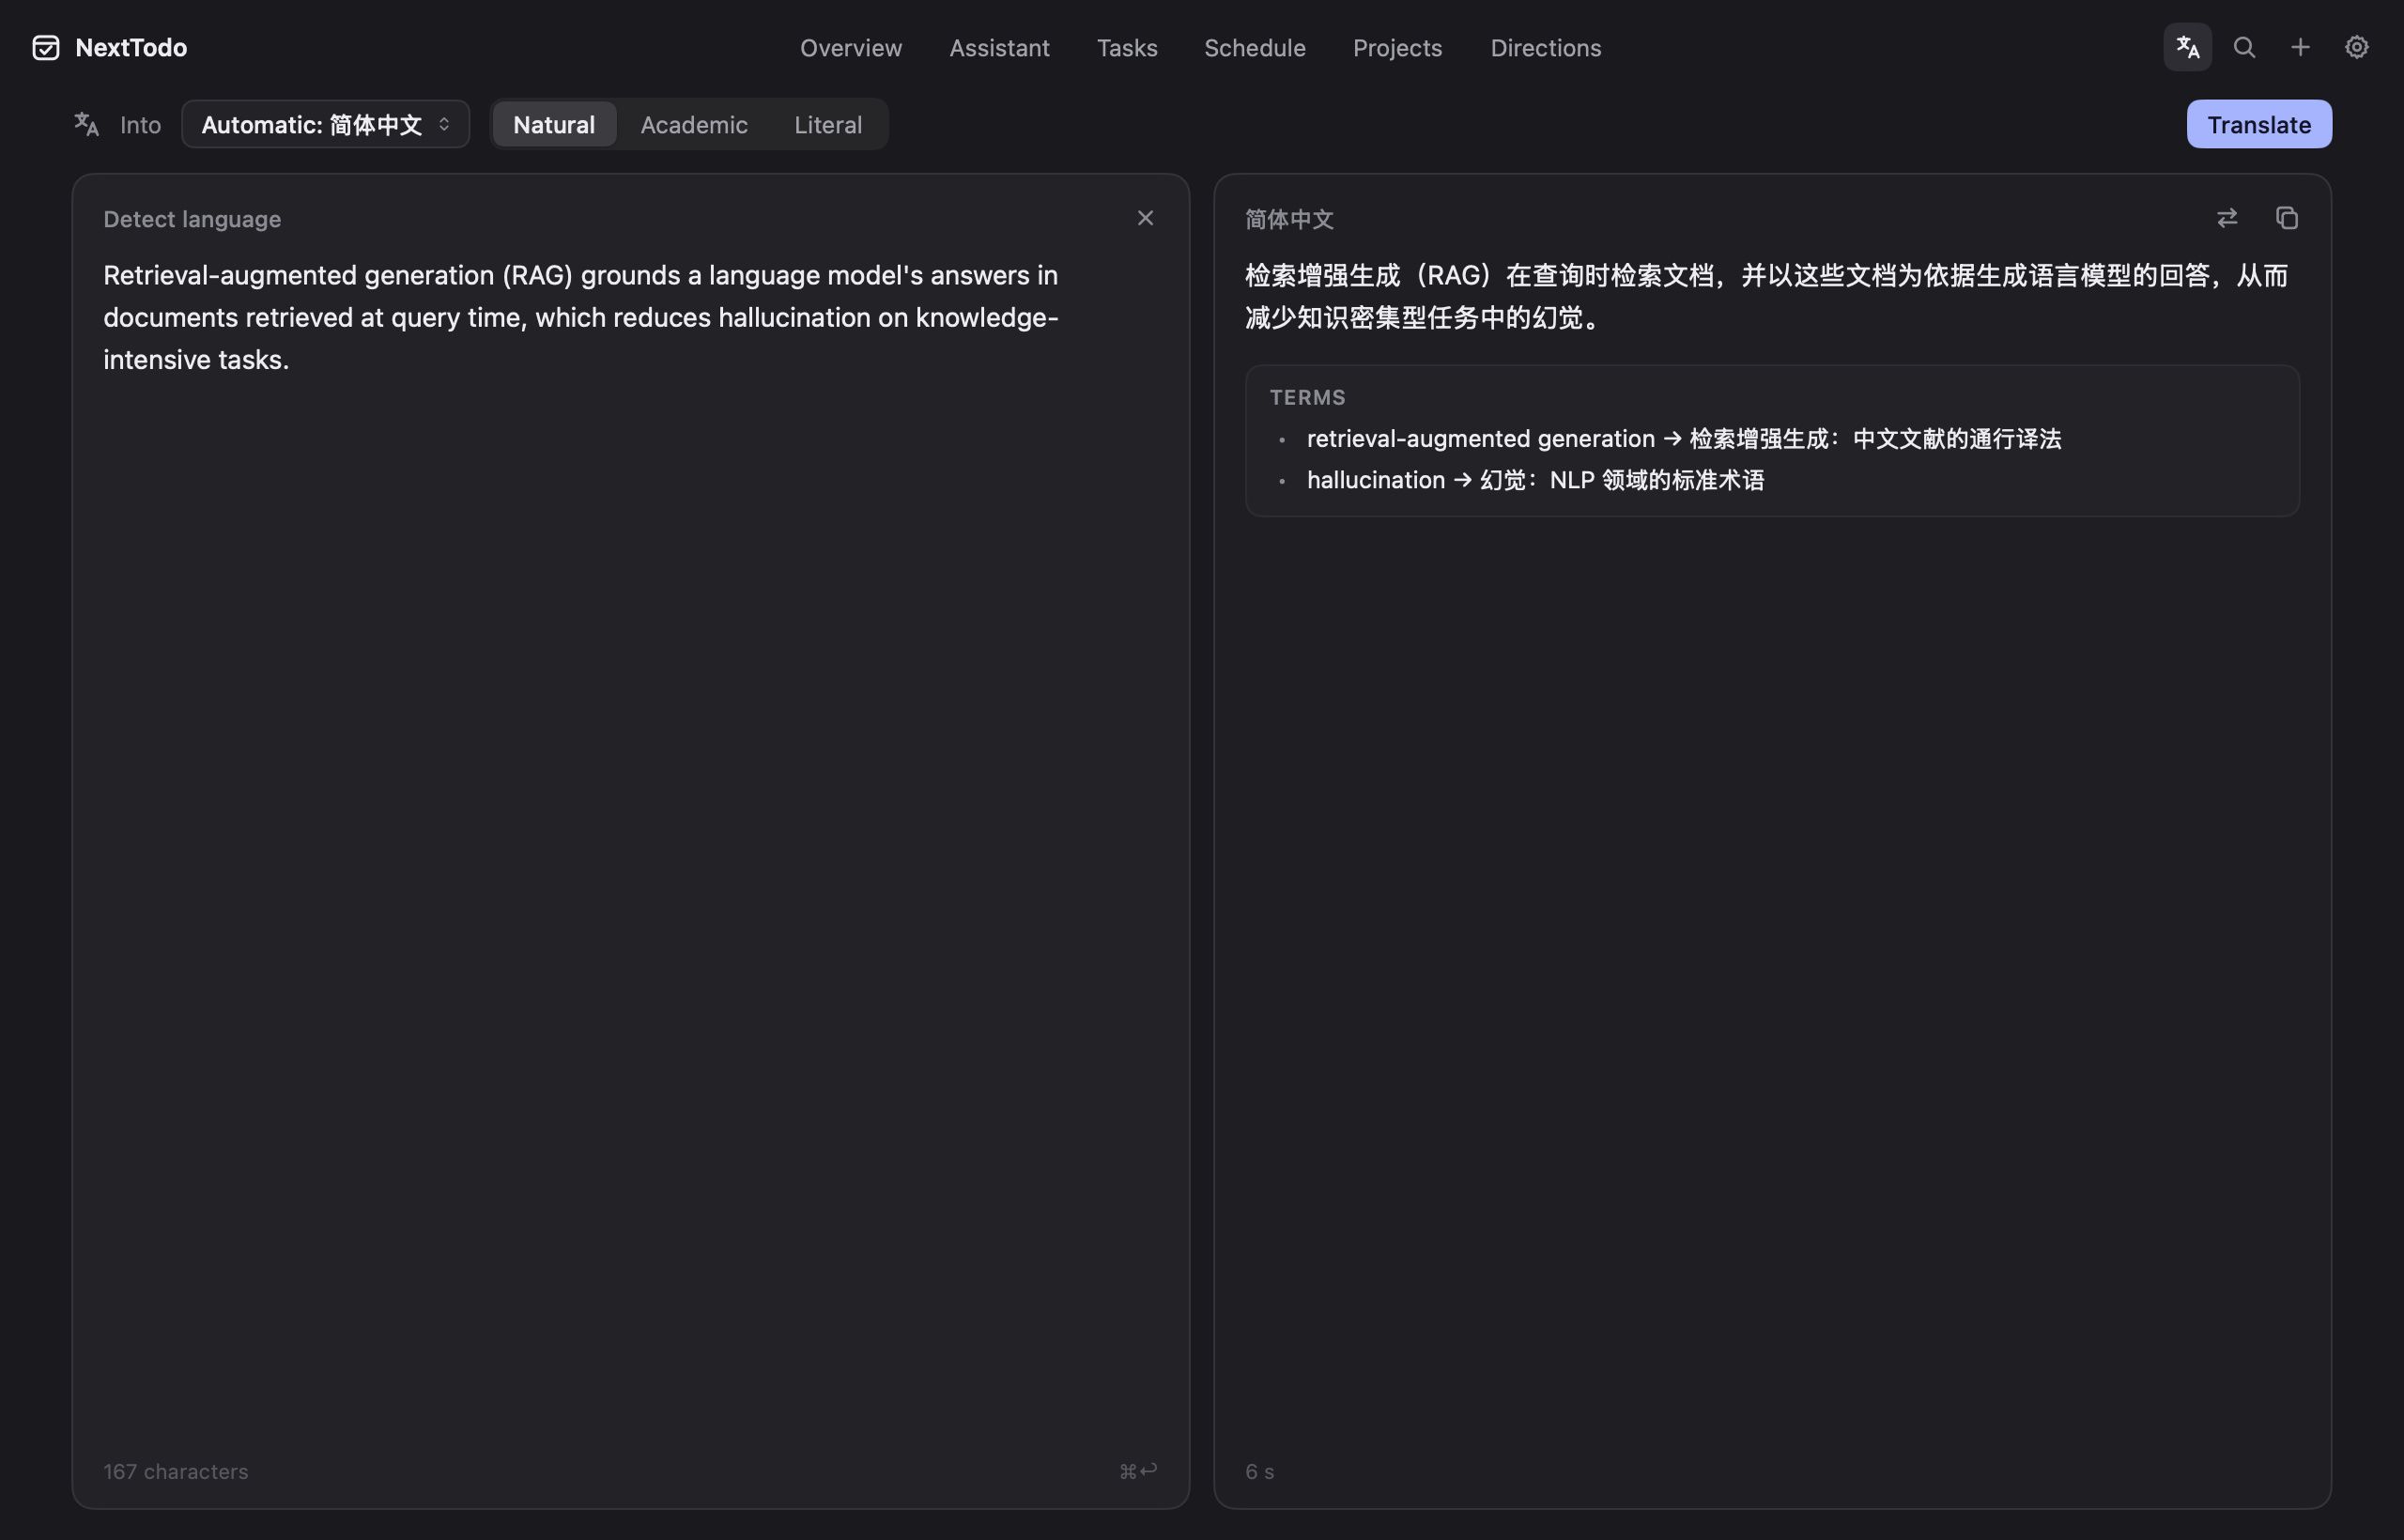 NextTodo
Overview
Assistant
Tasks
Schedule
Projects
Directions
Into
Automatic: 简体中文
Natural
Academic
Literal
Translate
Detect language
Retrieval-augmented generation (RAG) grounds a language model's answers in
documents retrieved at query time, which reduces hallucination on knowledge-
intensive tasks.
167 characters
⌘↩
简体中文
检索增强生成（RAG）在查询时检索文档，并以这些文档为依据生成语言模型的回答，从而
减少知识密集型任务中的幻觉。
TERMS
• retrieval-augmented generation → 检索增强生成：中文文献的通行译法
• hallucination → 幻觉：NLP 领域的标准术语
6 s